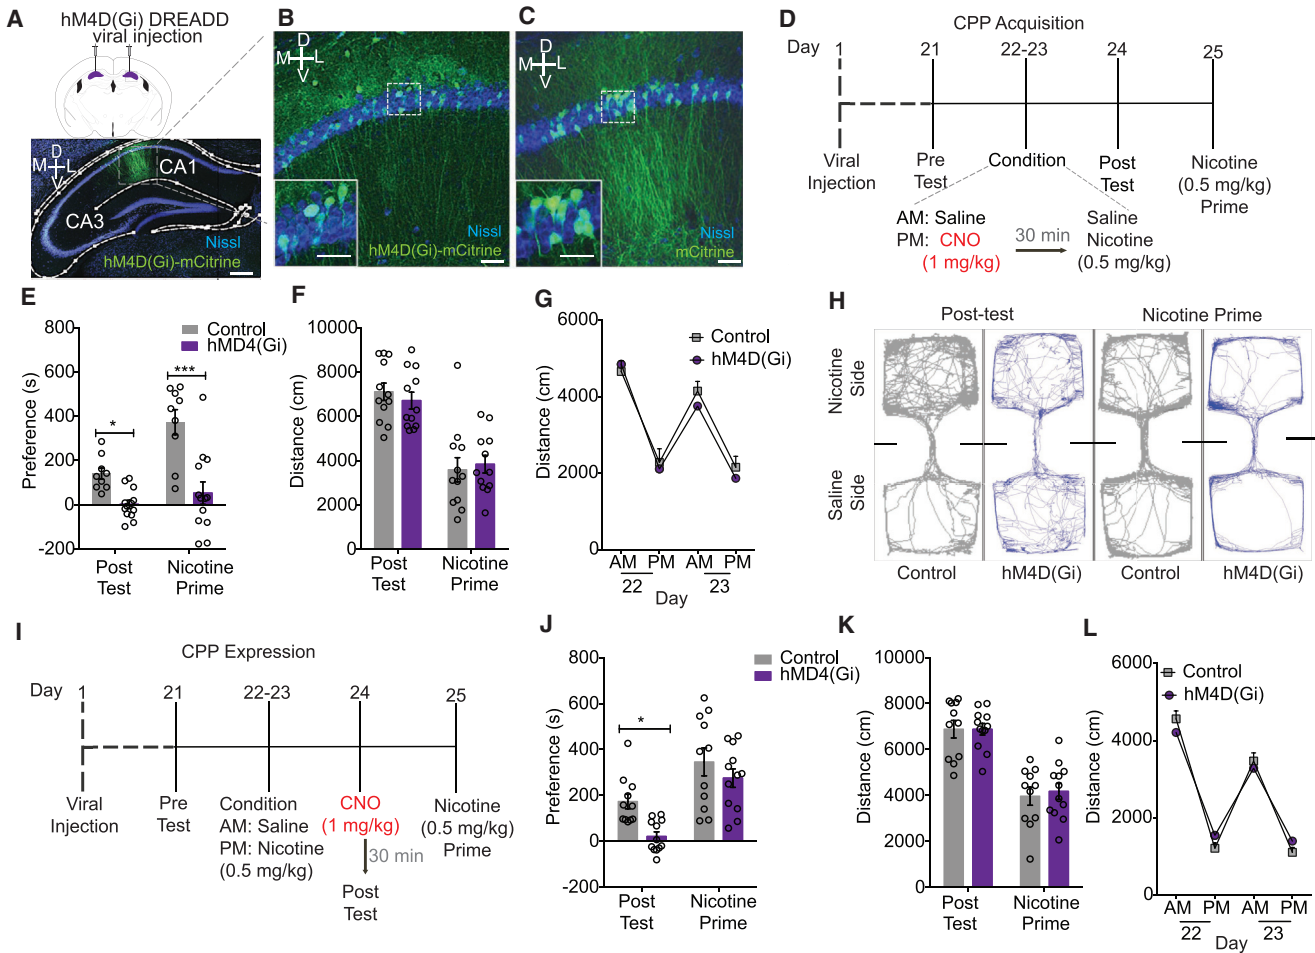 A
hM4D(Gi) DREADD
viral injection
D
M L
V
CA1
CA3
Nissl
hM4D(Gi)-mCitrine
B
D
M L
V
Nissl
hM4D(Gi)-mCitrine
C
D
M L
V
Nissl
mCitrine
D
CPP Acquisition
Day 1 21 22-23 24 25
Viral
Injection
Pre
Test
Condition
Post
Test
Nicotine
(0.5 mg/kg)
Prime
AM: Saline
PM: CNO
(1 mg/kg)
30 min
Saline
Nicotine
(0.5 mg/kg)
E
Preference (s)
800
600
400
200
0
-200
Control
hMD4(Gi)
*
***
Post
Test
Nicotine
Prime
F
Distance (cm)
10000
8000
6000
4000
2000
0
Post
Test
Nicotine
Prime
G
Distance (cm)
6000
4000
2000
0
Control
hM4D(Gi)
AM PM AM PM
22 23
Day
H
Post-test
Nicotine Prime
Nicotine
Side
Saline
Side
Control
hM4D(Gi)
Control
hM4D(Gi)
I
CPP Expression
Day 1 21 22-23 24 25
Viral
Injection
Pre
Test
Condition
AM: Saline
PM: Nicotine
(0.5 mg/kg)
CNO
(1 mg/kg)
30 min
Post
Test
Nicotine
(0.5 mg/kg)
Prime
J
Preference (s)
800
600
400
200
0
-200
Control
hMD4(Gi)
*
Post
Test
Nicotine
Prime
K
Distance (cm)
10000
8000
6000
4000
2000
0
Post
Test
Nicotine
Prime
L
Distance (cm)
6000
4000
2000
0
Control
hM4D(Gi)
AM PM AM PM
22 23
Day